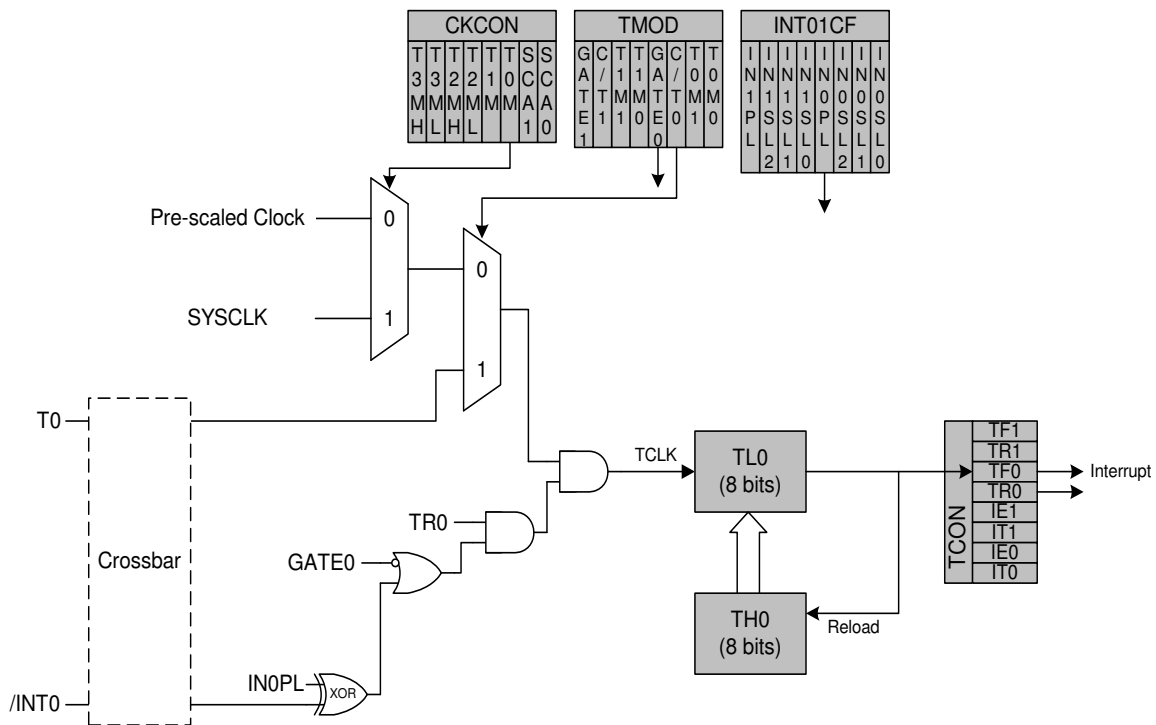 CKCON
T3MH
T3ML
T2MH
T2ML
T1M
T0M
SCA1
SCA0
TMOD
GATE1
C/T1
T1M1
T1M0
GATE0
C/T0
T0M1
T0M0
INT01CF
IN1PL
IN1SL2
IN1SL1
IN1SL0
IN0PL
IN0SL2
IN0SL1
IN0SL0
Pre-scaled Clock
0
SYSCLK
1
0
1
T0
Crossbar
/INT0
TR0
GATE0
IN0PL
XOR
TCLK
TL0
(8 bits)
TH0
(8 bits)
Reload
TCON
TF1
TR1
TF0
TR0
IE1
IT1
IE0
IT0
Interrupt